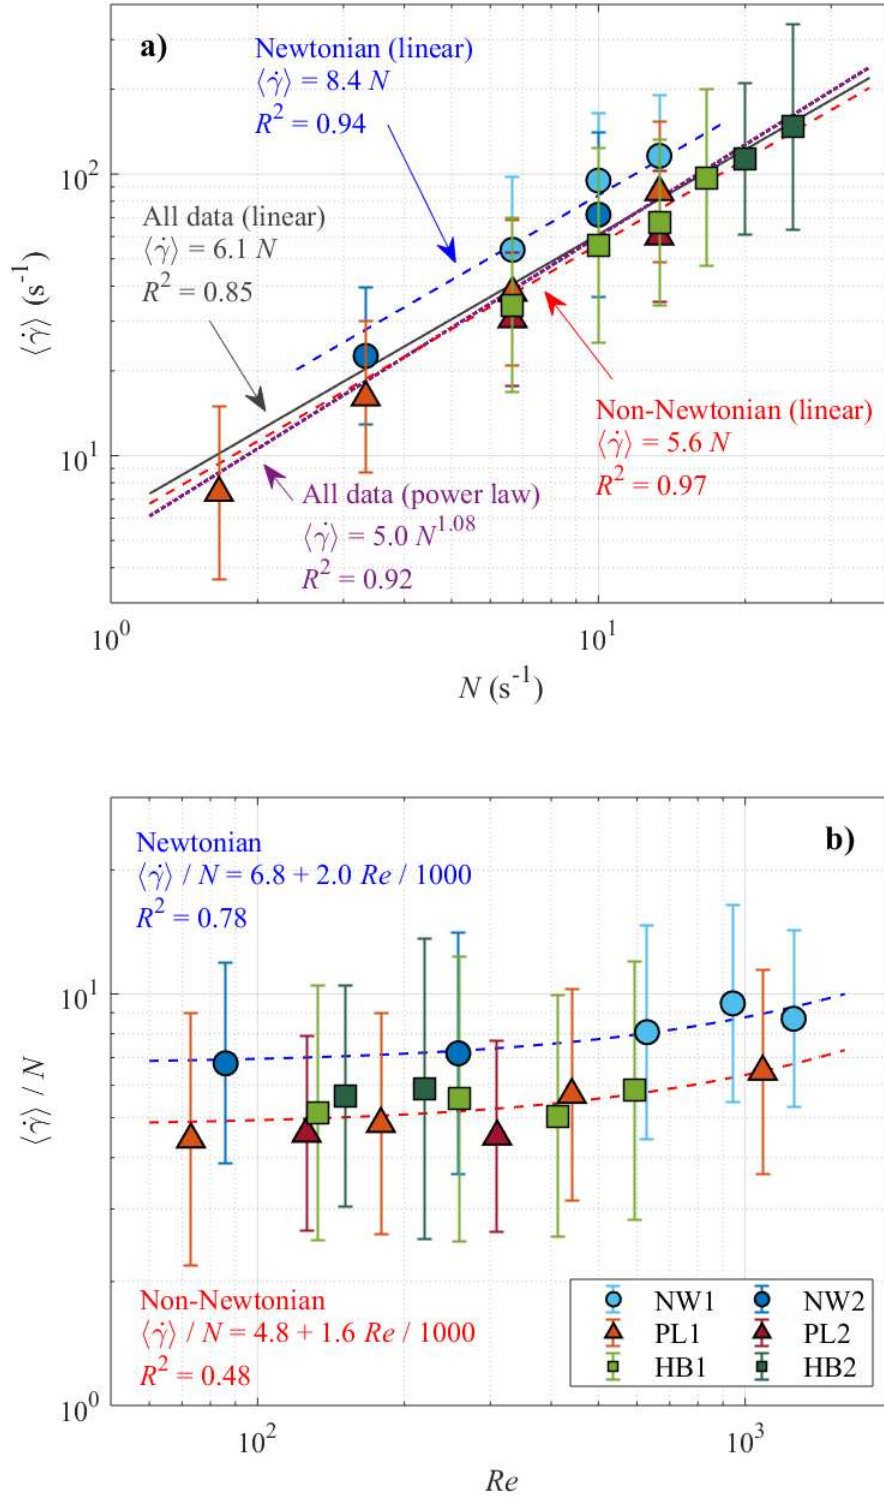 a)
Newtonian (linear)
⟨γ̇⟩ = 8.4 N
R² = 0.94
All data (linear)
⟨γ̇⟩ = 6.1 N
R² = 0.85
Non-Newtonian (linear)
⟨γ̇⟩ = 5.6 N
R² = 0.97
All data (power law)
⟨γ̇⟩ = 5.0 N^1.08
R² = 0.92
⟨γ̇⟩ (s⁻¹)
10²
10¹
10⁰
10¹
N (s⁻¹)
b)
Newtonian
⟨γ̇⟩ / N = 6.8 + 2.0 Re / 1000
R² = 0.78
⟨γ̇⟩ / N
10¹
10⁰
Non-Newtonian
⟨γ̇⟩ / N = 4.8 + 1.6 Re / 1000
R² = 0.48
NW1 NW2
PL1 PL2
HB1 HB2
10²
10³
Re